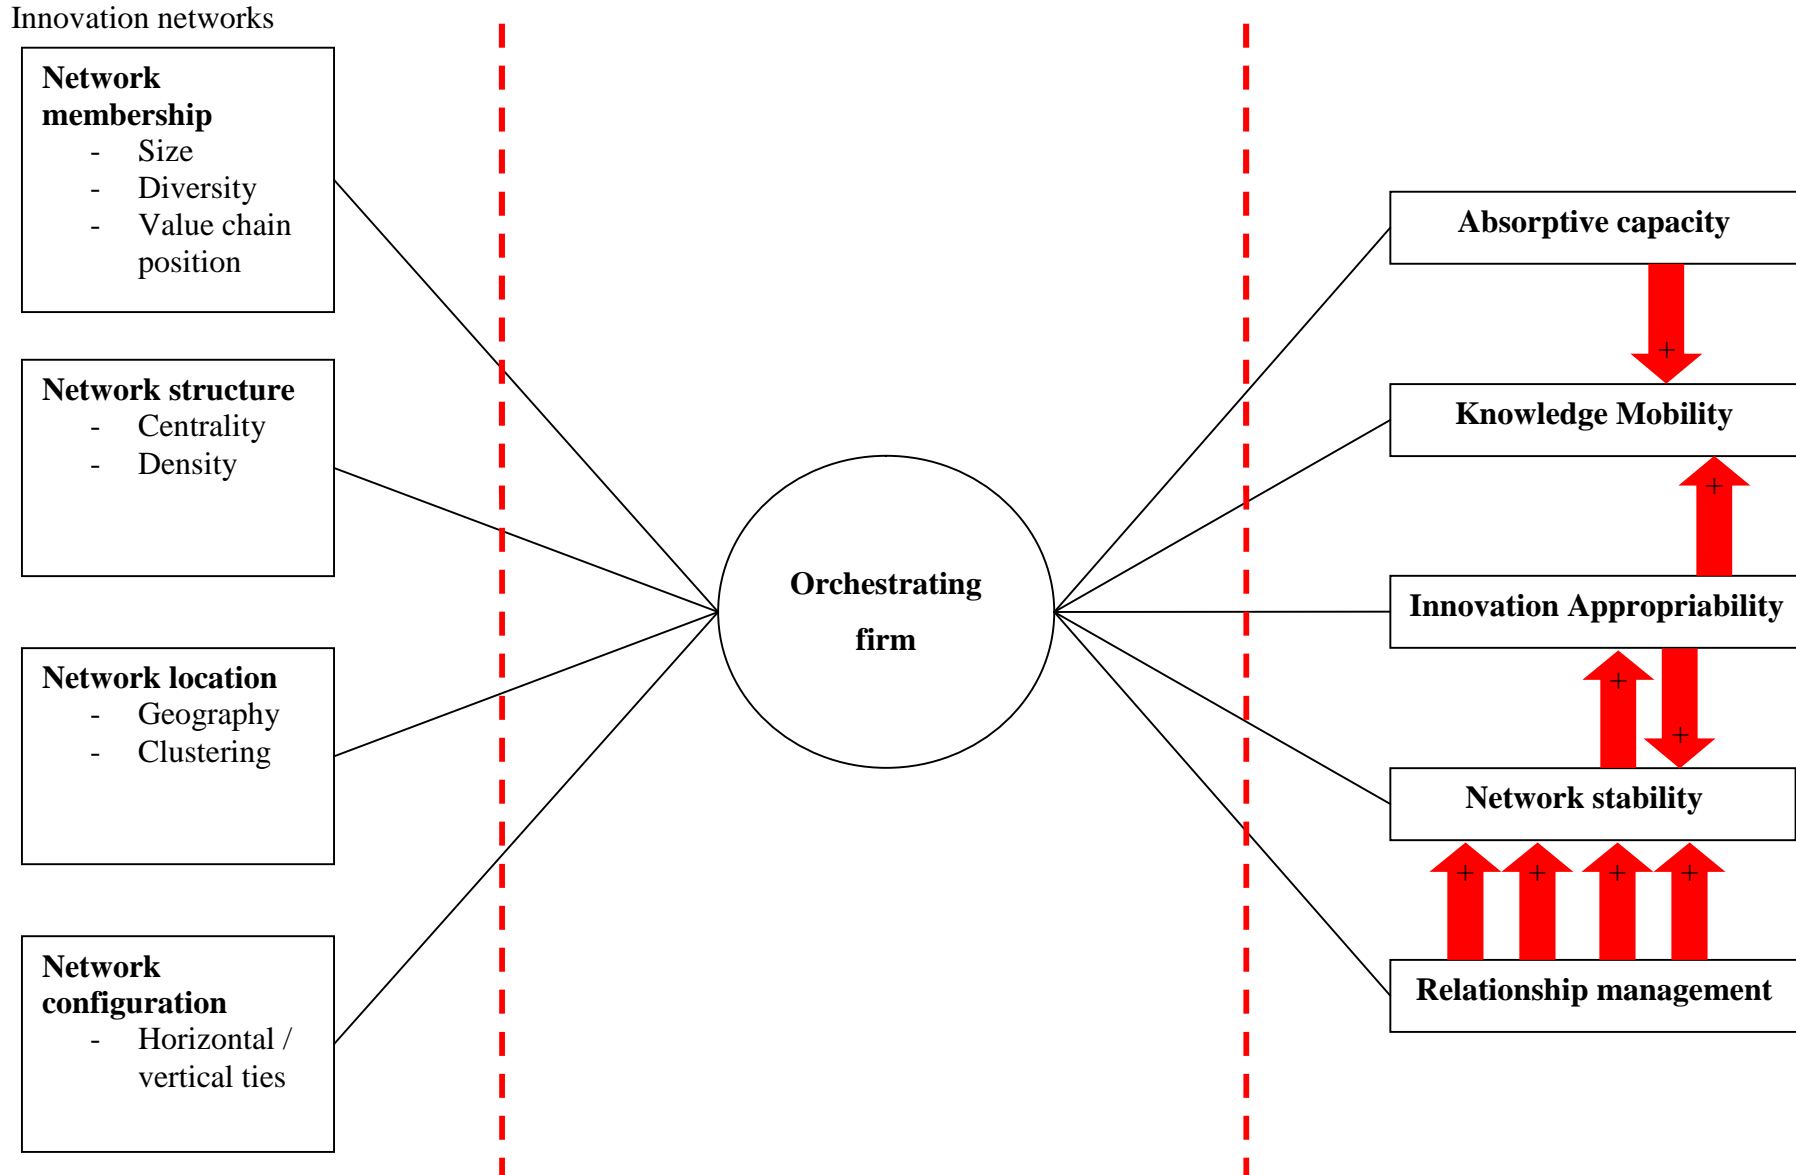 Innovation networks
Network
membership
- Size
- Diversity
- Value chain
position
Network structure
- Centrality
- Density
Network location
- Geography
- Clustering
Network
configuration
- Horizontal /
vertical ties
Orchestrating
firm
Absorptive capacity
+
Knowledge Mobility
+
Innovation Appropriability
+
+
Network stability
+ + + +
Relationship management